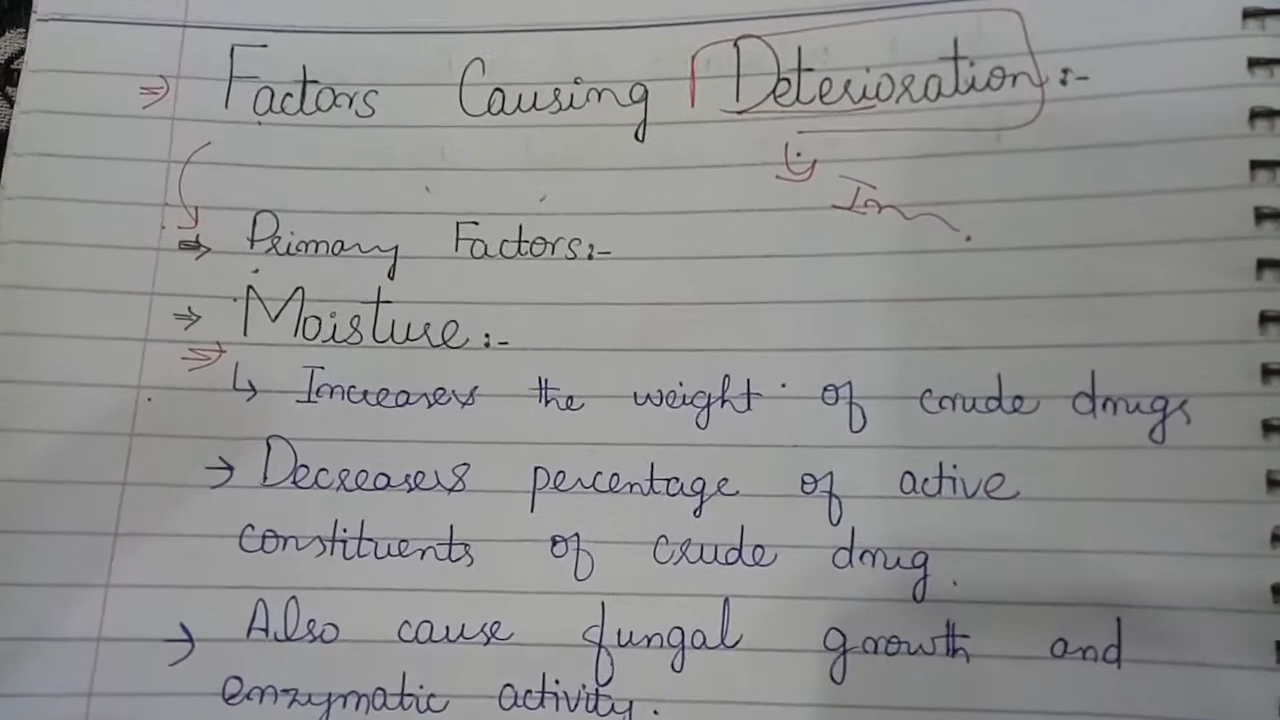 ⇒ Factors Causing Deterioration:-
⇒ Primary Factors:-
⇒ Moisture:-
↳ Increases the weight of crude drugs
→ Decreases percentage of active
constituents of crude drug.
→ Also cause fungal growth and
enzymatic activity.